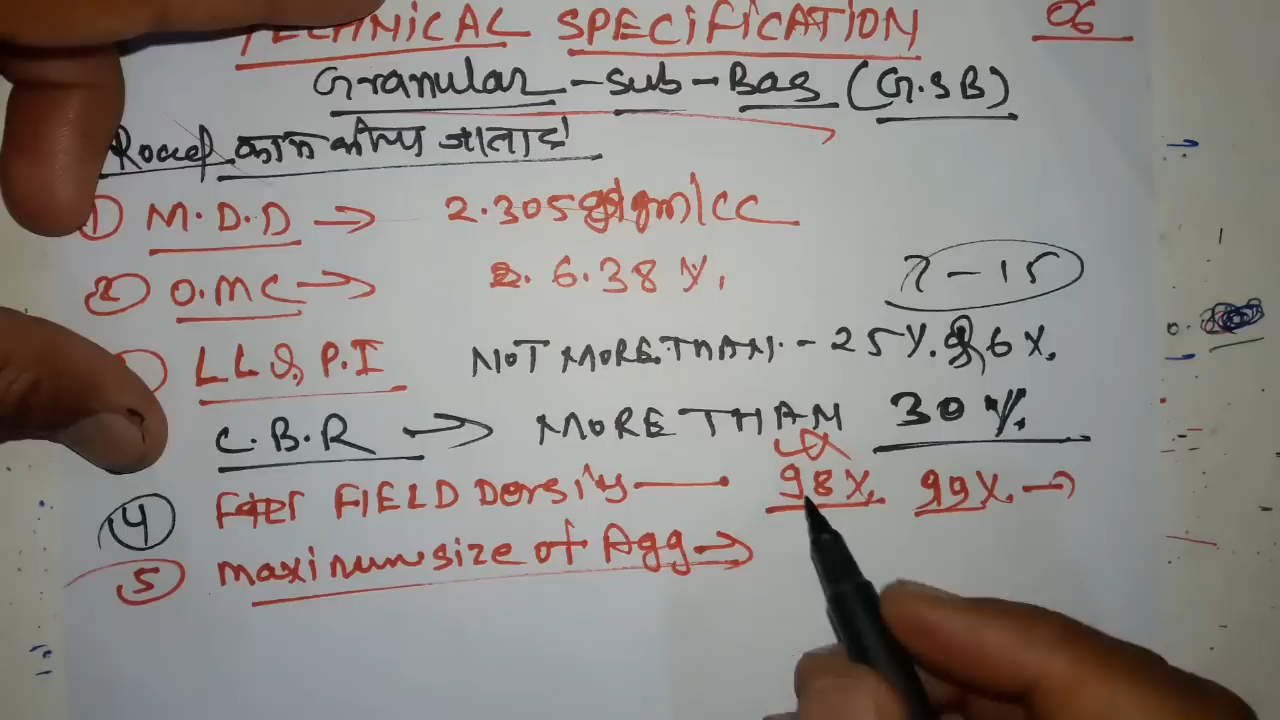 TECHNICAL SPECIFICATION 06
Granular-Sub-Bas (G.S.B)
① M.D.D → 2.305 gm/cc
② O.MC → 6.38 %.
LL & P.I NOT MORE.THAN.- 25%. & 6 %.
7-15
C.B.R → MORE THAN 30%.
④ FIELD Density — 98%. 99%. →
⑤ maximum size of Agg →